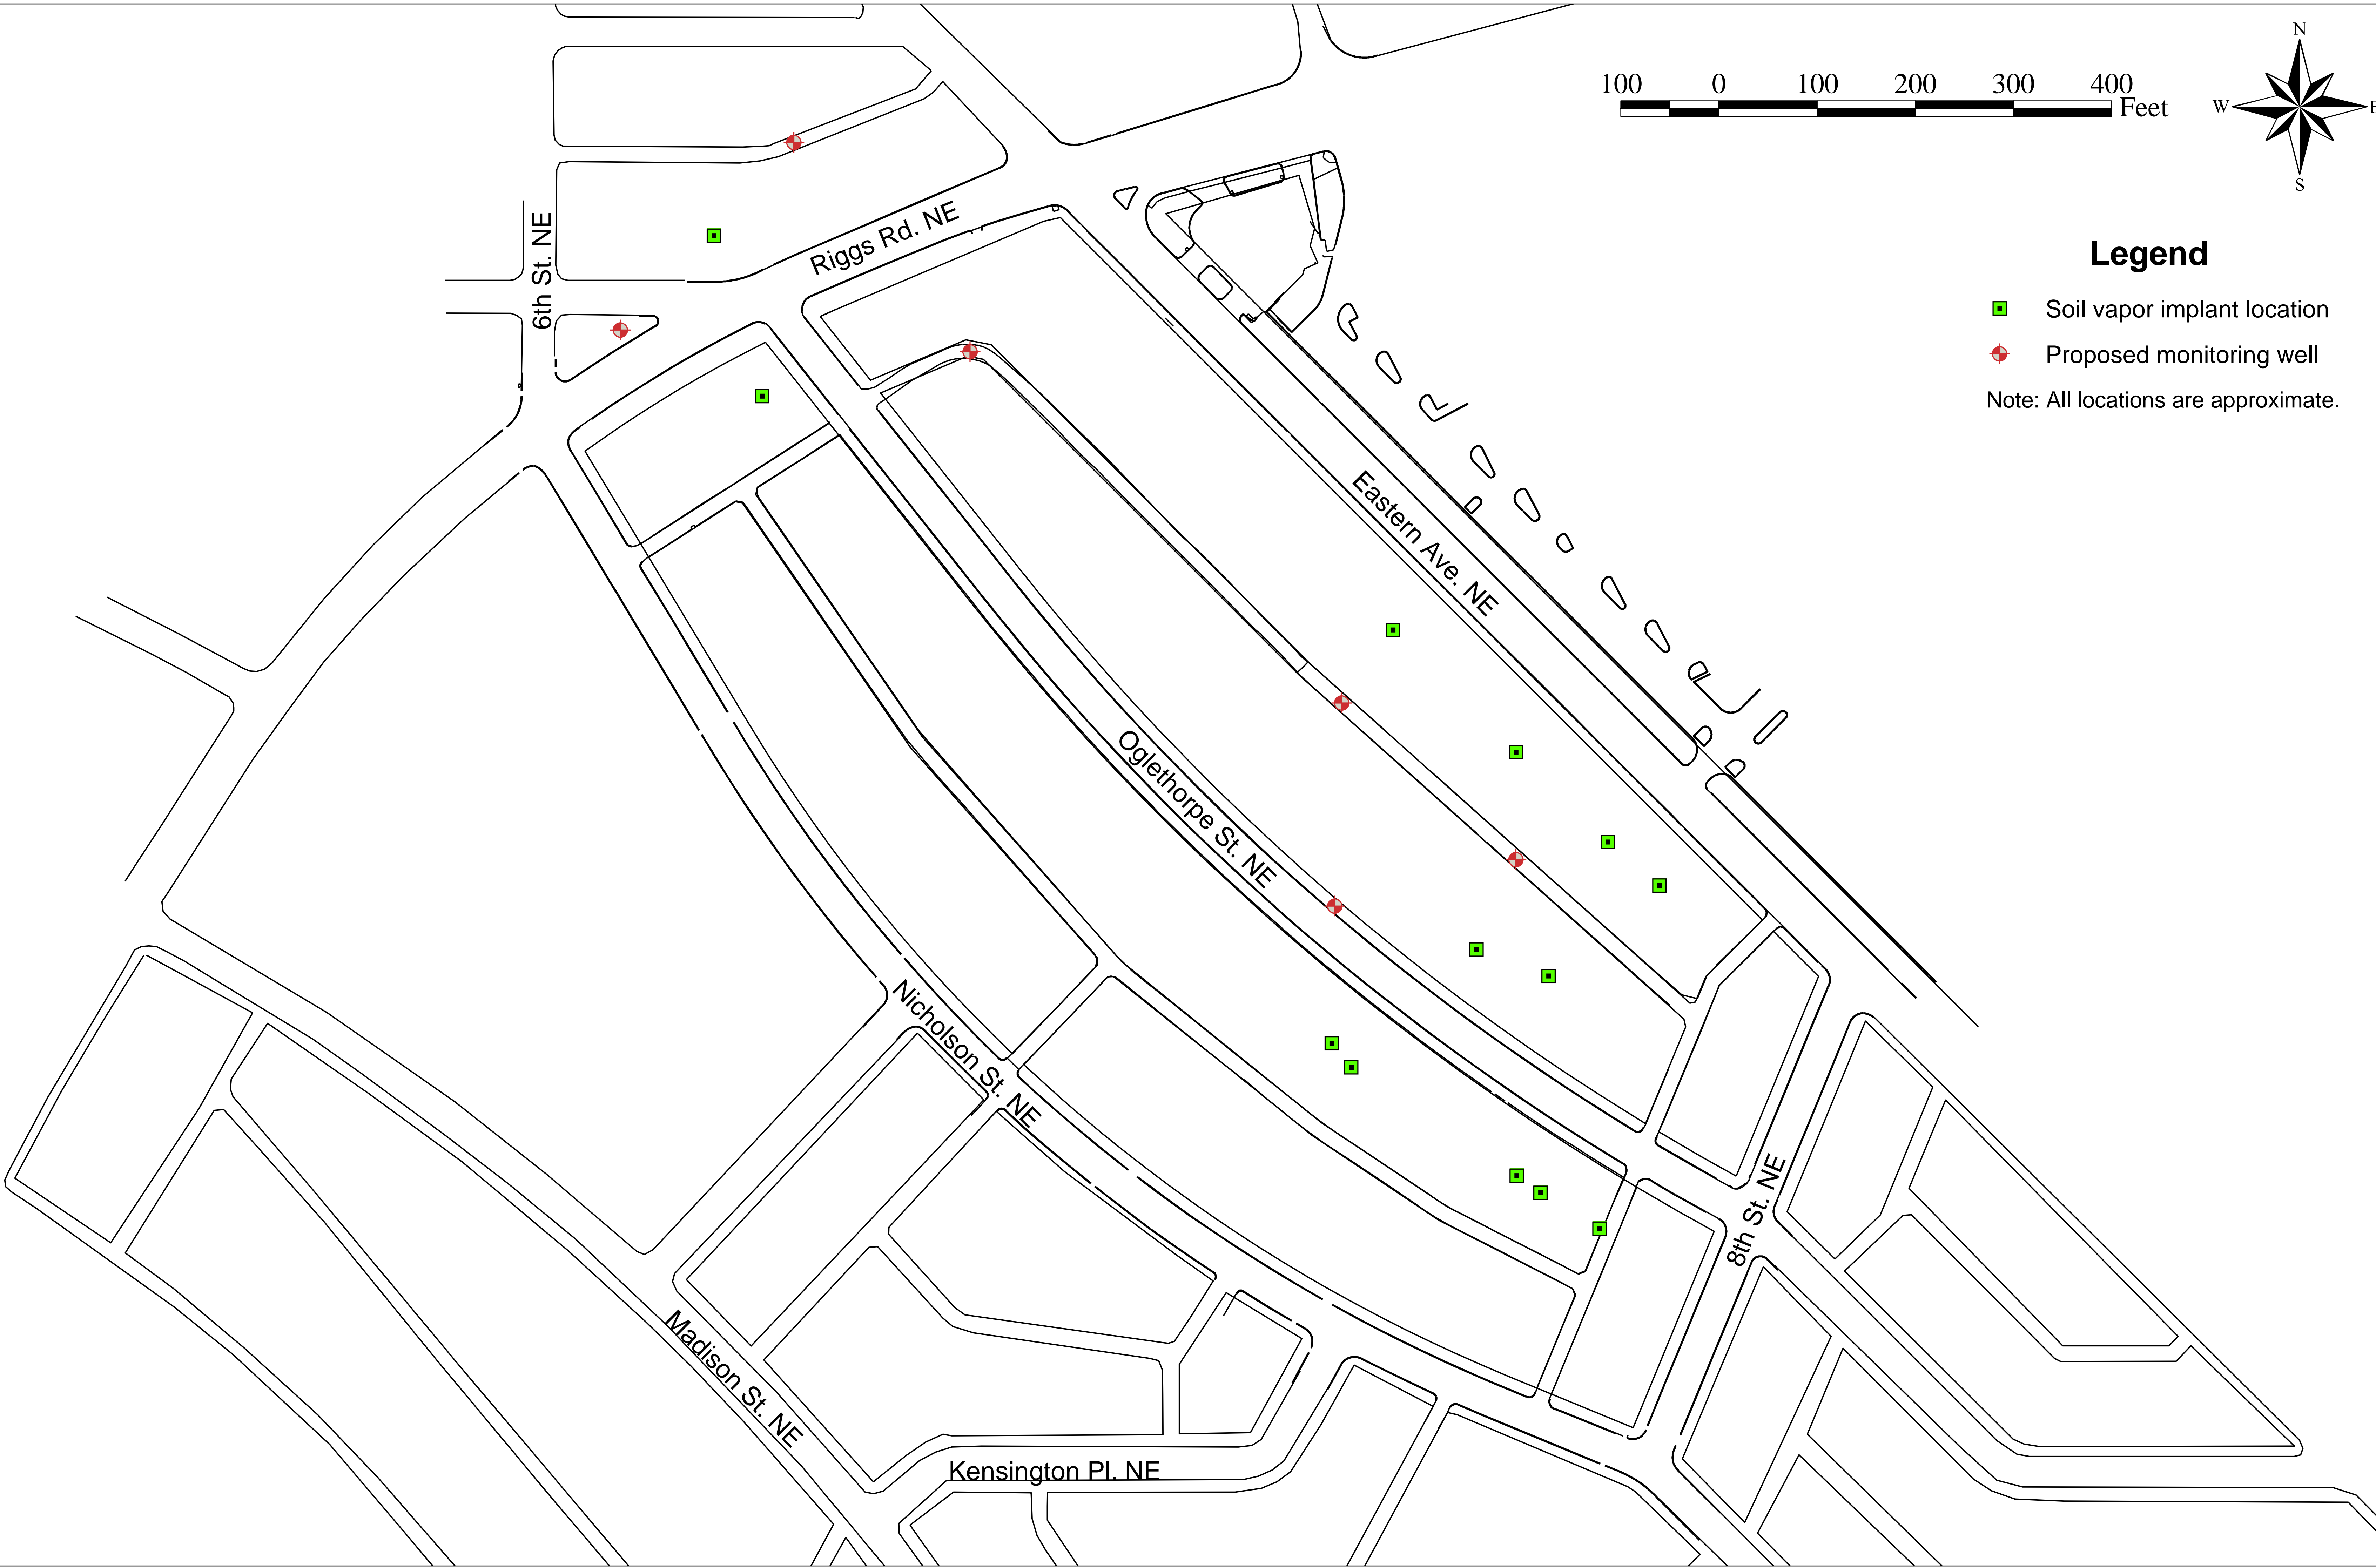 N
100 0 100 200 300 400
Feet
W E
S
6th St. NE
Riggs Rd. NE
Legend
Soil vapor implant location
Proposed monitoring well
Note: All locations are approximate.
Eastern Ave. NE
Oglethorpe St. NE
Nicholson St. NE
8th St. NE
Madison St. NE
Kensington Pl. NE